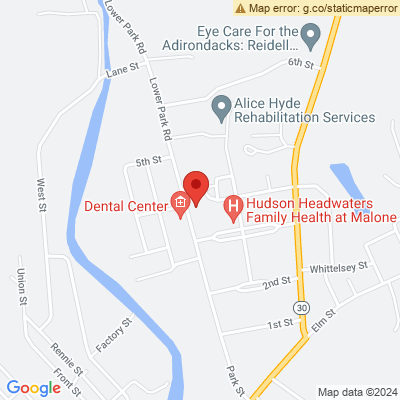 Map error: g.co/staticmaperror
Lower Park Rd
Eye Care For the
Adirondacks: Reidell...
6th St
Lane St
Lower Park Rd
Alice Hyde
Rehabilitation Services
5th St
West St
Dental Center
H
Hudson Headwaters
Family Health at Malone
Union St
Whittelsey St
2nd St
30
Factory St
1st St
Elm St
Rennie St
Front St
Park St
Google
Map data ©2024